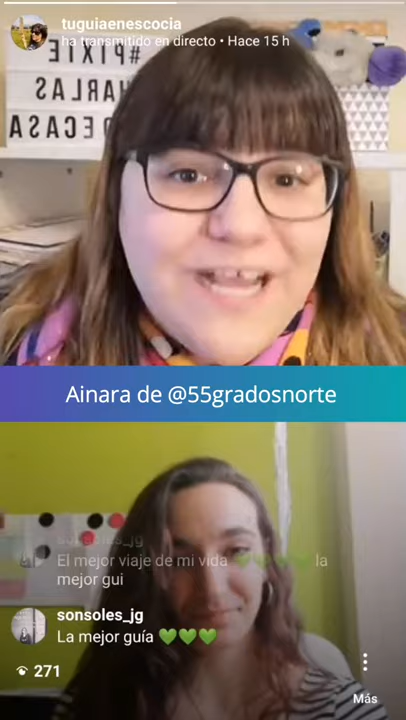 tuguiaenescocia
ha transmitido en directo • Hace 15 h
#PIXIE
HARLAS
DECASA
Ainara de @55gradosnorte
sonsoles_jg
El mejor viaje de mi vida 💚💚💚💚 la
mejor gui
sonsoles_jg
La mejor guía 💚💚💚
271
Más